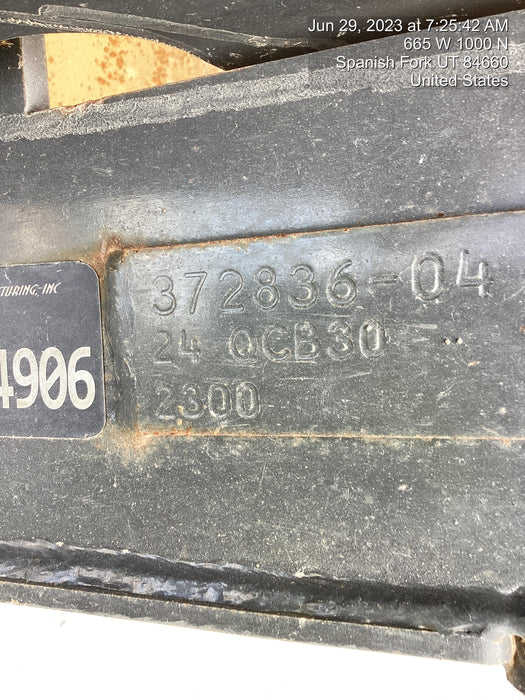 Jun 29, 2023 at 7:25:42 AM
665 W 1000 N
Spanish Fork UT 84660
United States
TURING, INC
4906
372836-04
24 QCB30F
2300